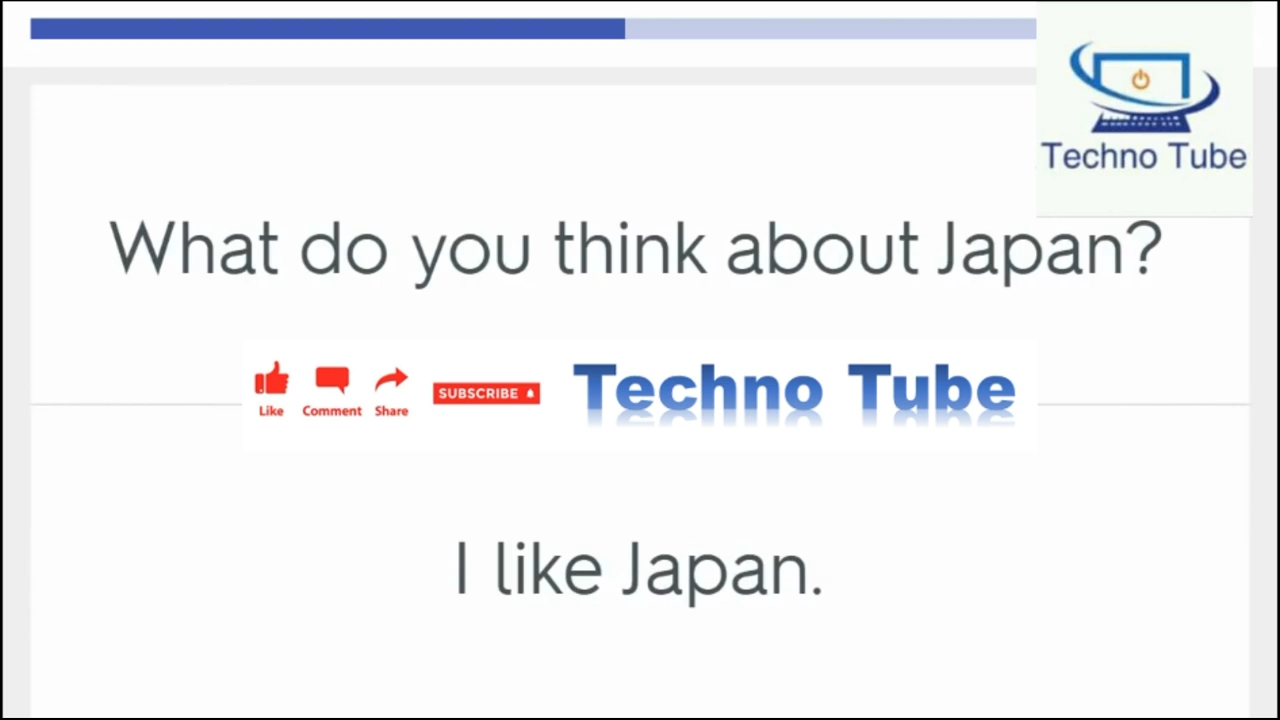 Techno Tube
What do you think about Japan?
Like Comment Share SUBSCRIBE Techno Tube
I like Japan.